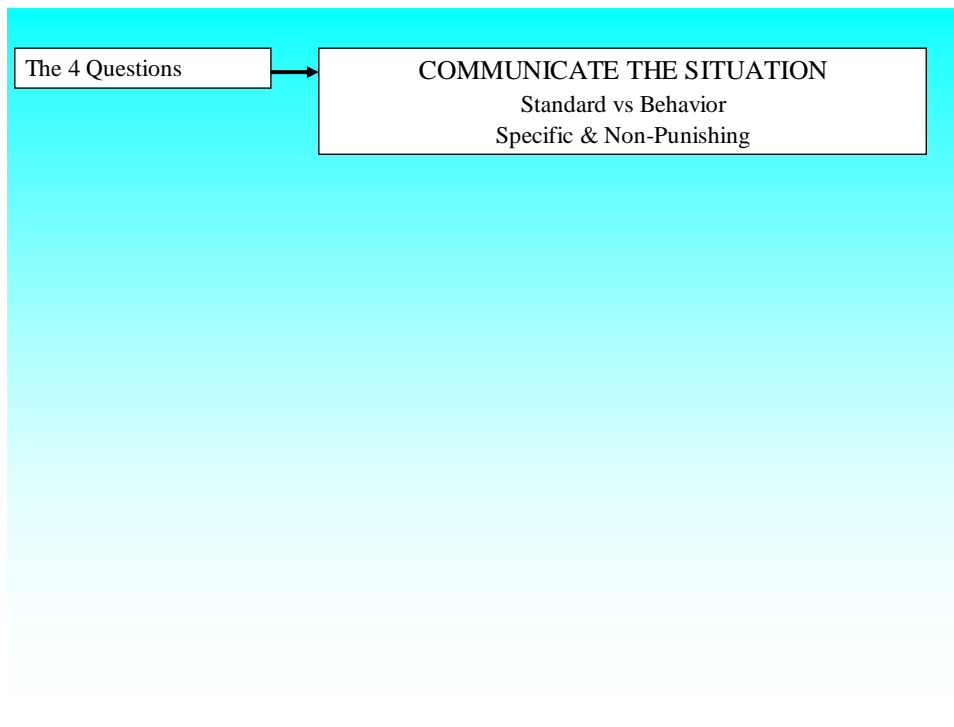 The 4 Questions
COMMUNICATE THE SITUATION
Standard vs Behavior
Specific & Non-Punishing